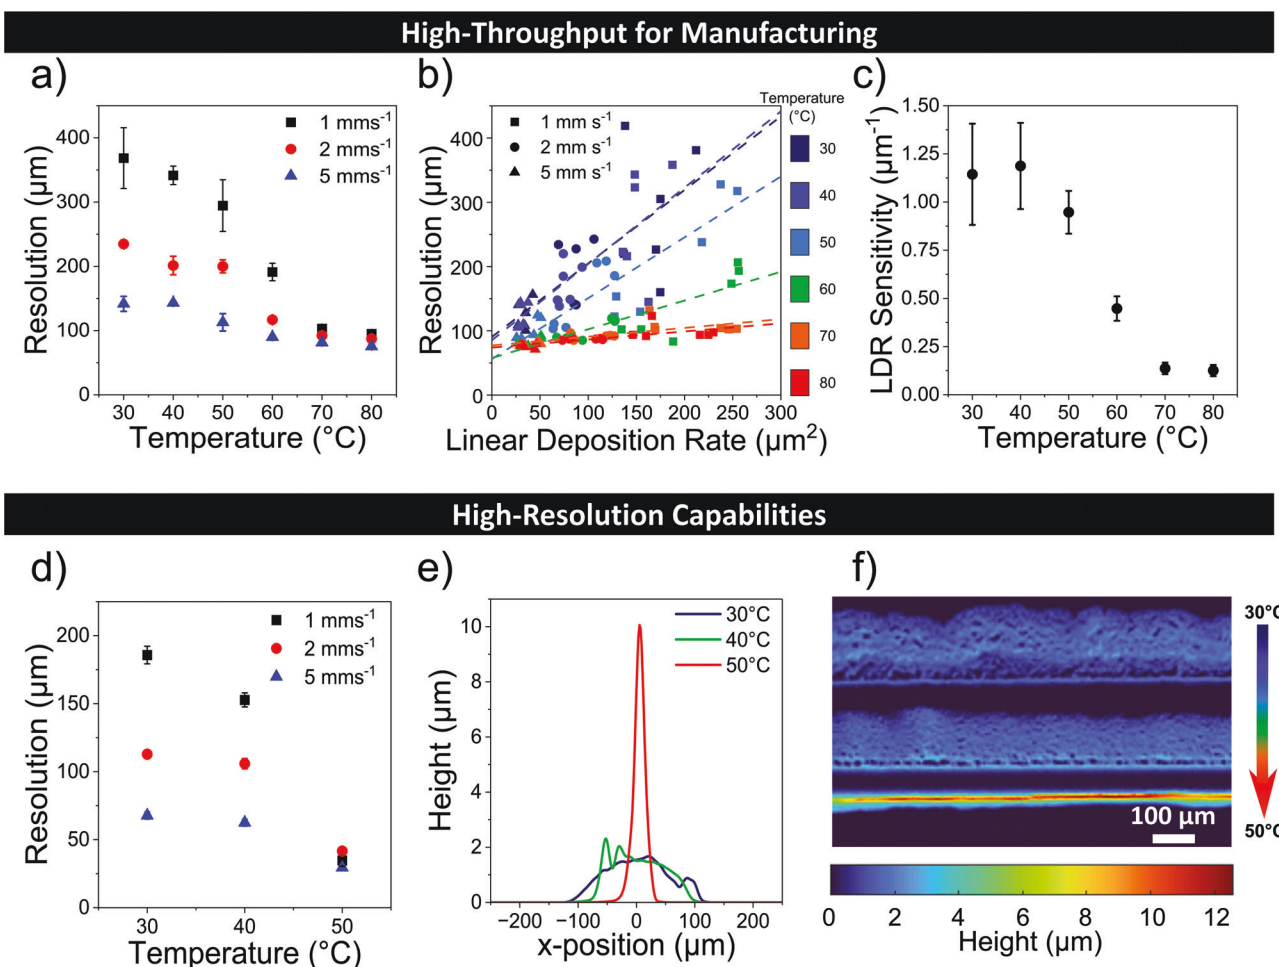 High-Throughput for Manufacturing
a)
b)
c)
400
300
200
100
0
Resolution (µm)
1 mms⁻¹
2 mms⁻¹
5 mms⁻¹
30 40 50 60 70 80
Temperature (°C)
400
300
200
100
0
Resolution (µm)
1 mm s⁻¹
2 mm s⁻¹
5 mm s⁻¹
0 50 100 150 200 250 300
Linear Deposition Rate (µm²)
Temperature
(°C)
30
40
50
60
70
80
1.50
1.25
1.00
0.75
0.50
0.25
0.00
LDR Sensitivity (µm⁻¹)
30 40 50 60 70 80
Temperature (°C)
High-Resolution Capabilities
d)
e)
f)
200
150
100
50
0
Resolution (µm)
1 mms⁻¹
2 mms⁻¹
5 mms⁻¹
30 40 50
Temperature (°C)
10
8
6
4
2
0
Height (µm)
30°C
40°C
50°C
−200 −100 0 100 200
x-position (µm)
30°C
50°C
100 µm
0 2 4 6 8 10 12
Height (µm)